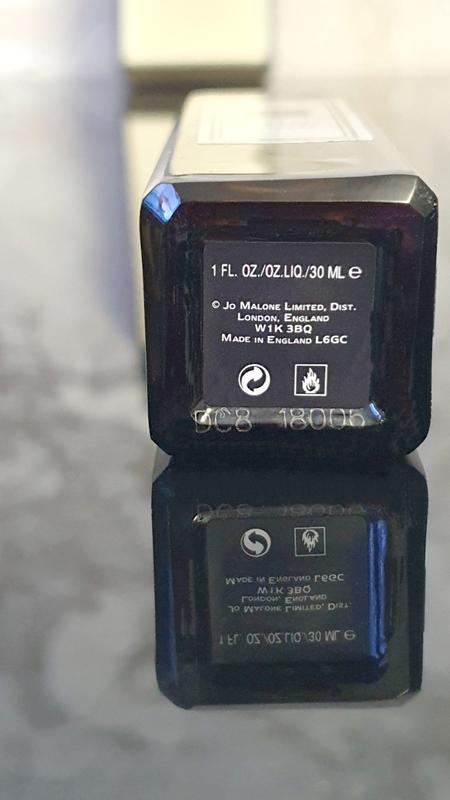 1 FL. OZ./OZ.LIQ./30 ML ℮
© Jo Malone Limited, Dist.
London, England
W1K 3BQ
Made in England L6GC
DC8 18006